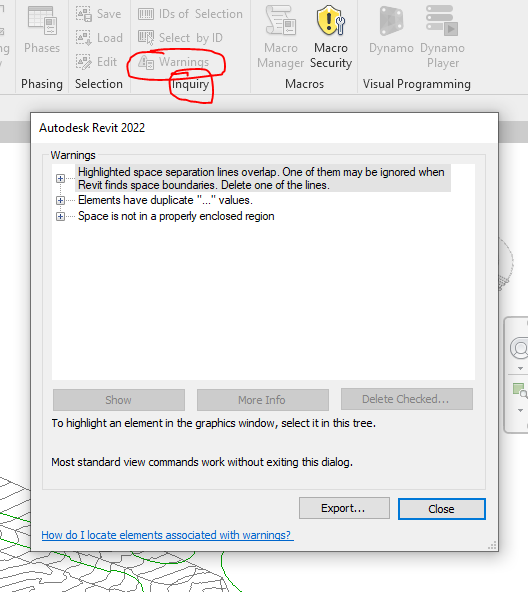 IDs of Selection
Save
Phases
Load
Select by ID
Macro Manager
Macro Security
Dynamo
Dynamo Player
Edit
Warnings
Phasing
Selection
Inquiry
Macros
Visual Programming
Autodesk Revit 2022
Warnings
Highlighted space separation lines overlap. One of them may be ignored when
Revit finds space boundaries. Delete one of the lines.
Elements have duplicate "..." values.
Space is not in a properly enclosed region
Show
More Info
Delete Checked...
To highlight an element in the graphics window, select it in this tree.
Most standard view commands work without exiting this dialog.
Export...
Close
How do I locate elements associated with warnings?